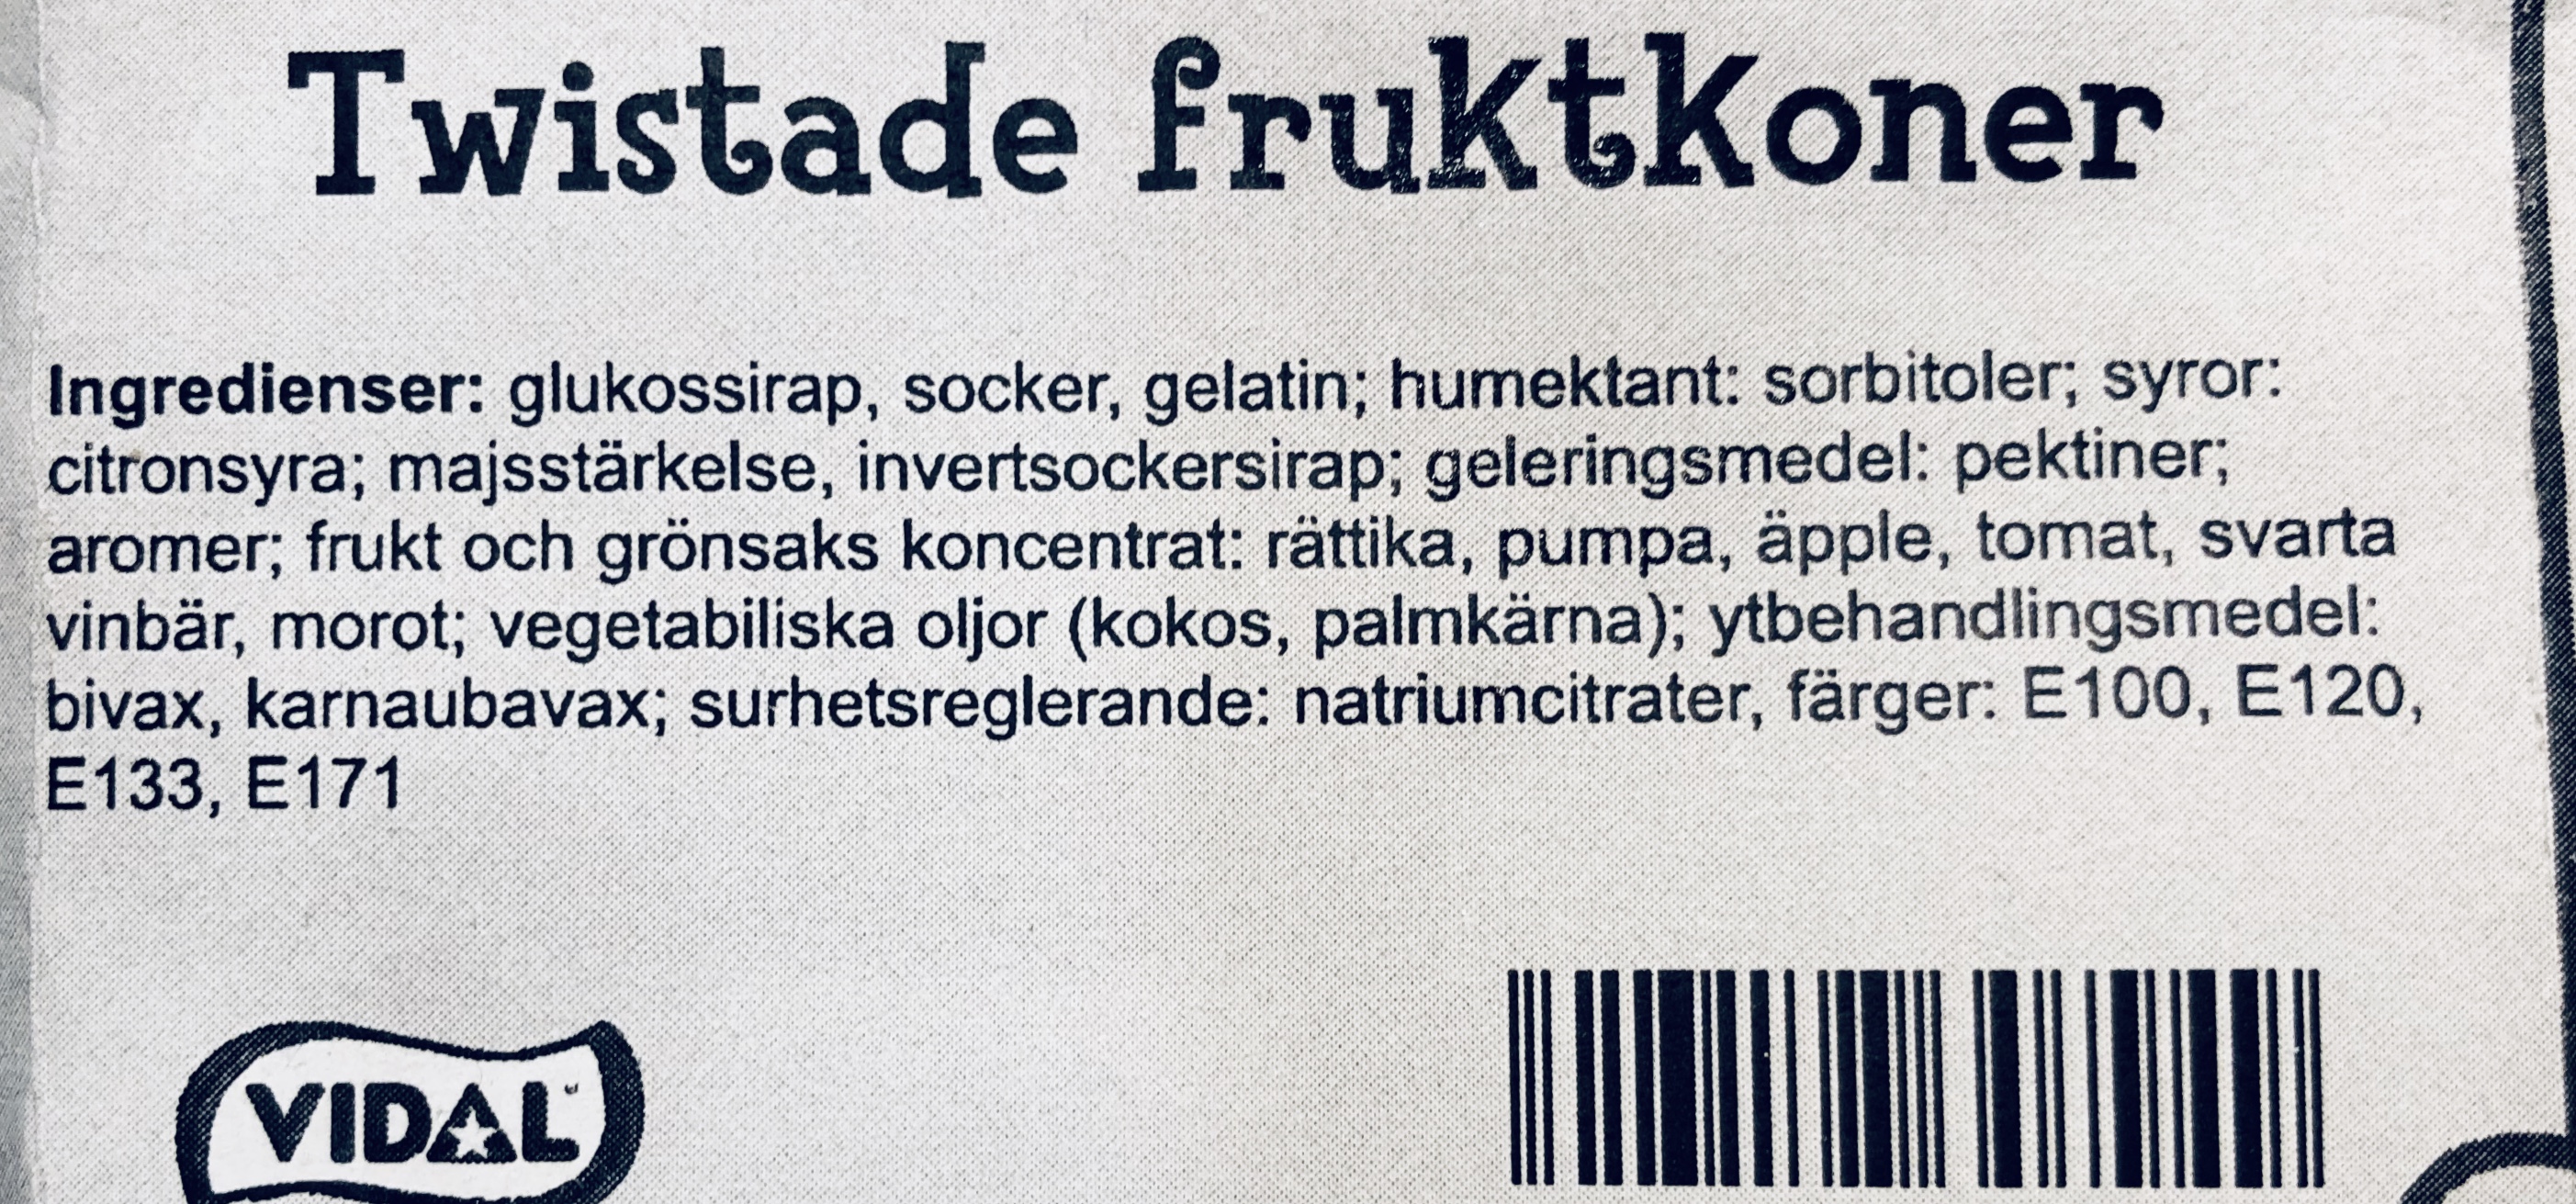 Twistade fruktkoner
Ingredienser: glukossirap, socker, gelatin; humektant: sorbitoler; syror:
citronsyra; majsstärkelse, invertsockersirap; geleringsmedel: pektiner;
aromer; frukt och grönsaks koncentrat: rättika, pumpa, äpple, tomat, svarta
vinbär, morot; vegetabiliska oljor (kokos, palmkärna); ytbehandlingsmedel:
bivax, karnaubavax; surhetsreglerande: natriumcitrater, färger: E100, E120,
E133, E171
VIDAL